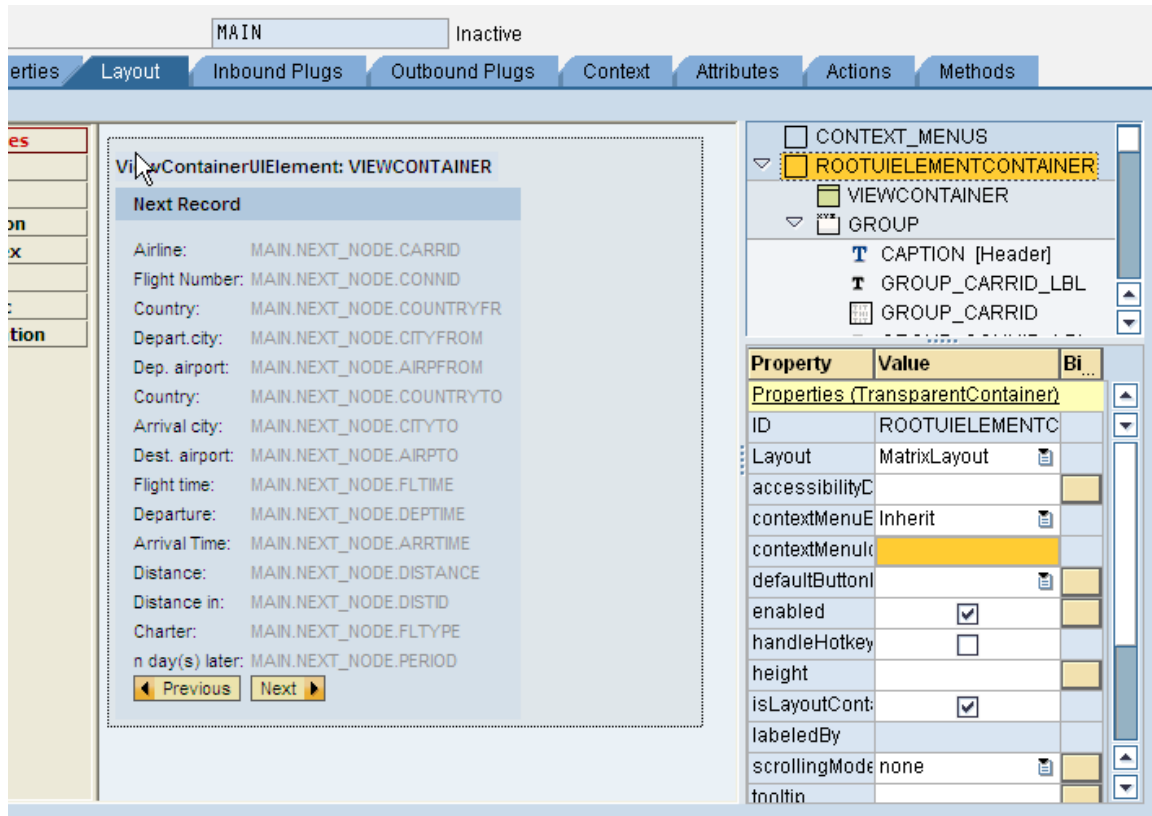 MAIN Inactive
erties Layout Inbound Plugs Outbound Plugs Context Attributes Actions Methods
es
on
x
tion
ViewContainerUIElement: VIEWCONTAINER
Next Record
Airline: MAIN.NEXT_NODE.CARRID
Flight Number: MAIN.NEXT_NODE.CONNID
Country: MAIN.NEXT_NODE.COUNTRYFR
Depart.city: MAIN.NEXT_NODE.CITYFROM
Dep. airport: MAIN.NEXT_NODE.AIRPFROM
Country: MAIN.NEXT_NODE.COUNTRYTO
Arrival city: MAIN.NEXT_NODE.CITYTO
Dest. airport: MAIN.NEXT_NODE.AIRPTO
Flight time: MAIN.NEXT_NODE.FLTIME
Departure: MAIN.NEXT_NODE.DEPTIME
Arrival Time: MAIN.NEXT_NODE.ARRTIME
Distance: MAIN.NEXT_NODE.DISTANCE
Distance in: MAIN.NEXT_NODE.DISTID
Charter: MAIN.NEXT_NODE.FLTYPE
n day(s) later: MAIN.NEXT_NODE.PERIOD
Previous Next
CONTEXT_MENUS
ROOTUIELEMENTCONTAINER
VIEWCONTAINER
GROUP
T CAPTION [Header]
T GROUP_CARRID_LBL
GROUP_CARRID
Property Value Bi...
Properties (TransparentContainer)
ID ROOTUIELEMENTC
Layout MatrixLayout
accessibilityD
contextMenuE Inherit
contextMenuId
defaultButtonI
enabled
handleHotkey
height
isLayoutCont
labeledBy
scrollingMode none
tooltip